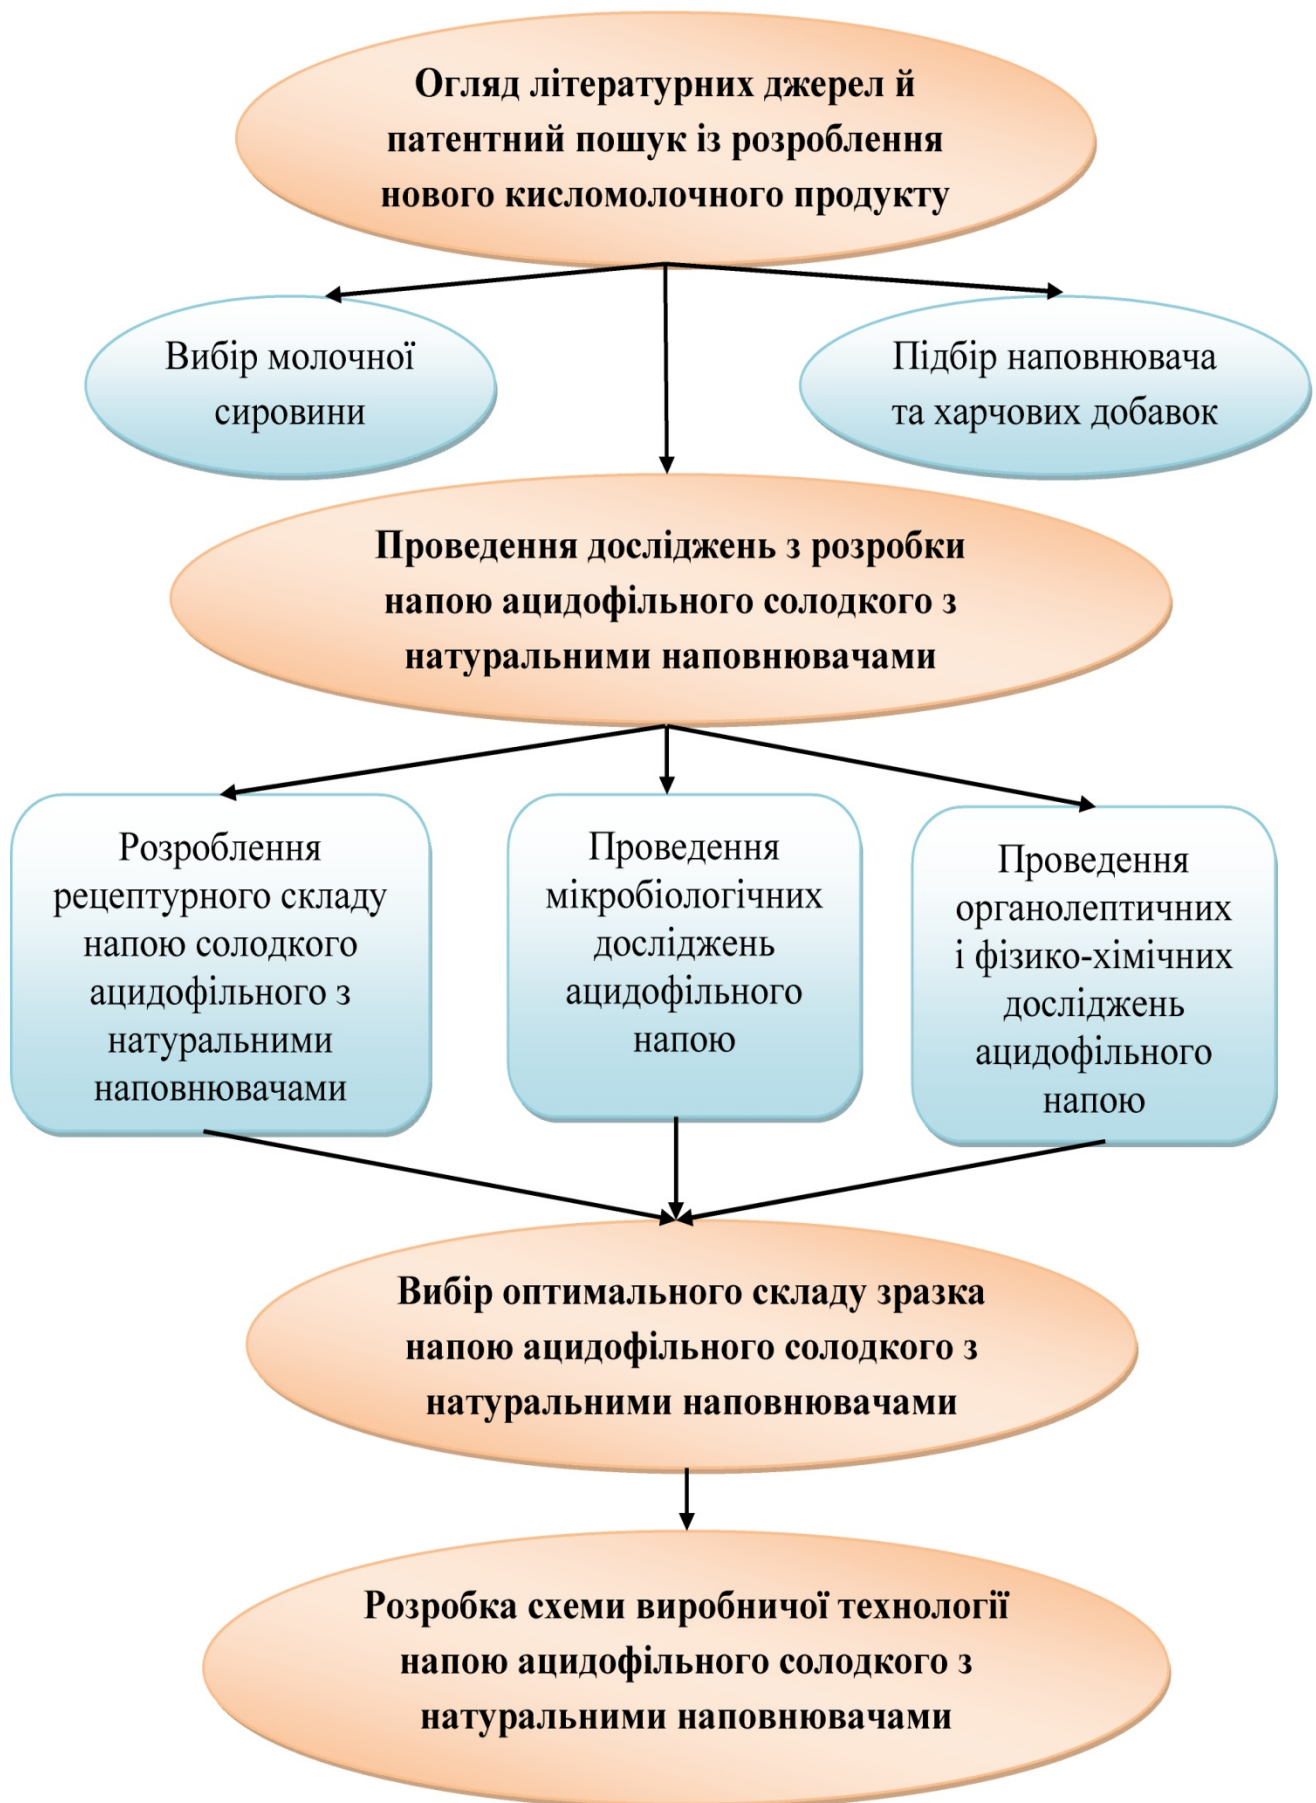 Огляд літературних джерел й
патентний пошук із розроблення
нового кисломолочного продукту
Вибір молочної
сировини
Підбір наповнювача
та харчових добавок
Проведення досліджень з розробки
напою ацидофільного солодкого з
натуральними наповнювачами
Розроблення
рецептурного складу
напою солодкого
ацидофільного з
натуральними
наповнювачами
Проведення
мікробіологічних
досліджень
ацидофільного
напою
Проведення
органолептичних
і фізико-хімічних
досліджень
ацидофільного
напою
Вибір оптимального складу зразка
напою ацидофільного солодкого з
натуральними наповнювачами
Розробка схеми виробничої технології
напою ацидофільного солодкого з
натуральними наповнювачами